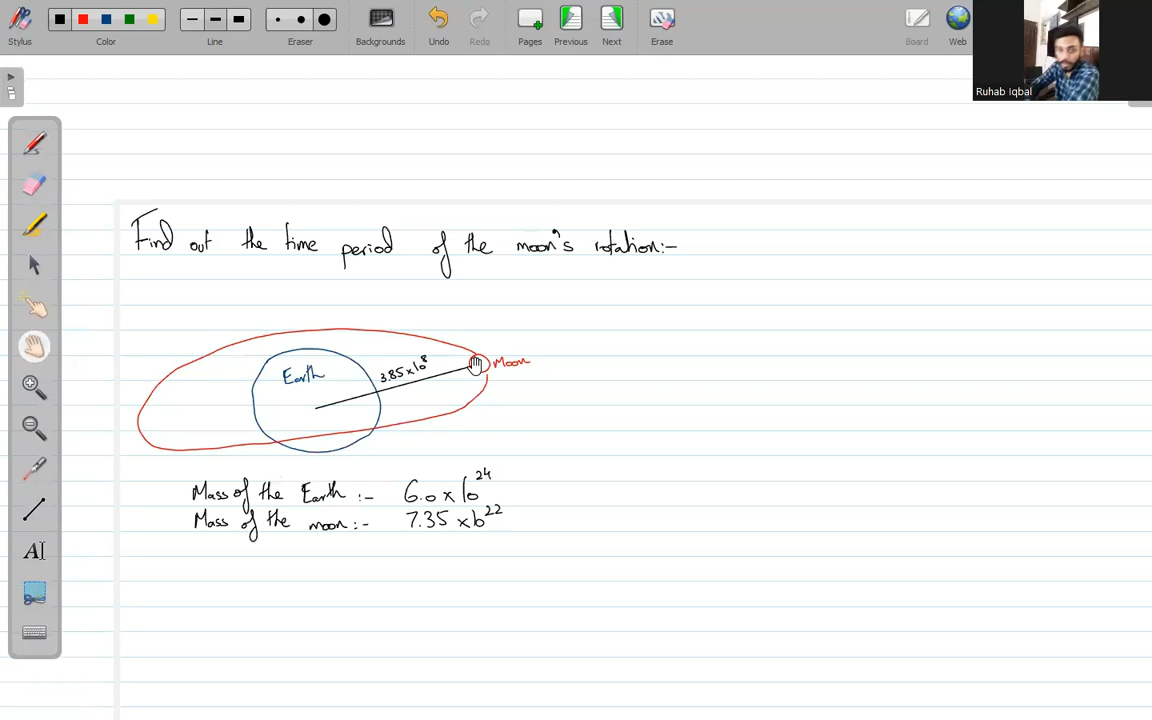 Stylus
Color
Line
Eraser
Backgrounds
Undo
Redo
Pages
Previous
Next
Erase
Board
Web
Ruhab Iqbal
Find out the time period of the moon's rotation:-
Earth
3.85×10⁸
Moon
Mass of the Earth :- 6.0 × 10²⁴
Mass of the moon :- 7.35 × 10²²
A